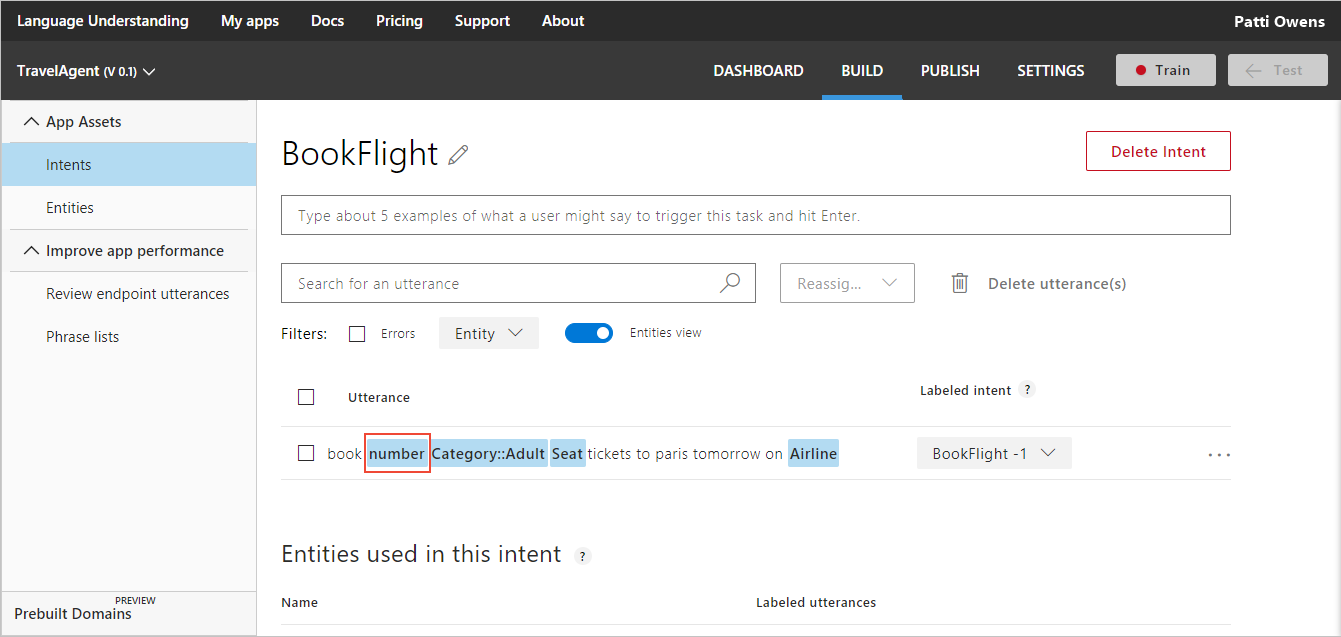 Language Understanding My apps Docs Pricing Support About Patti Owens
TravelAgent (V 0.1) DASHBOARD BUILD PUBLISH SETTINGS Train Test
App Assets
Intents
Entities
Improve app performance
Review endpoint utterances
Phrase lists
PREVIEW
Prebuilt Domains
BookFlight Delete Intent
Type about 5 examples of what a user might say to trigger this task and hit Enter.
Search for an utterance Reassig... Delete utterance(s)
Filters: Errors Entity Entities view
Utterance Labeled intent ?
book number Category::Adult Seat tickets to paris tomorrow on Airline BookFlight -1 ...
Entities used in this intent ?
Name Labeled utterances